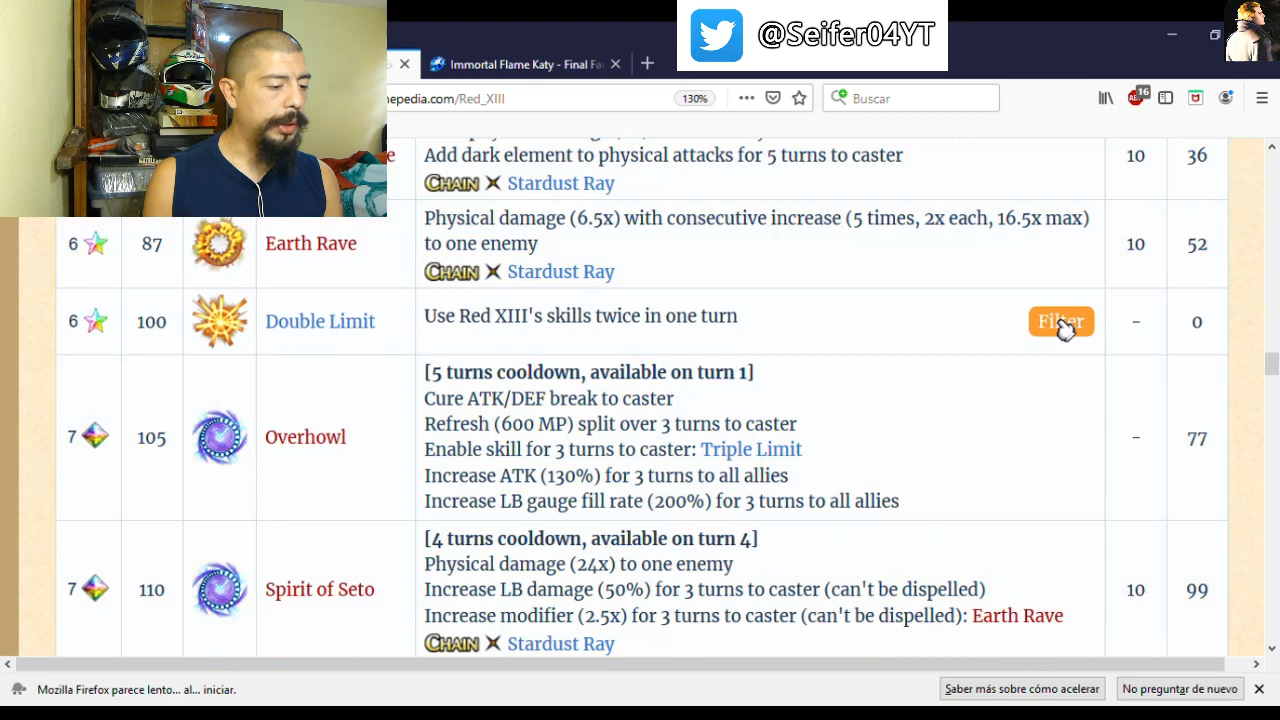 @Seifer04YT
Immortal Flame Katy - Final Fan
nepedia.com/Red_XIII
130%
Buscar
16
Add dark element to physical attacks for 5 turns to caster
10
36
CHAIN Stardust Ray
6
87
Earth Rave
Physical damage (6.5x) with consecutive increase (5 times, 2x each, 16.5x max)
to one enemy
CHAIN Stardust Ray
10
52
6
100
Double Limit
Use Red XIII's skills twice in one turn
Filter
-
0
7
105
Overhowl
[5 turns cooldown, available on turn 1]
Cure ATK/DEF break to caster
Refresh (600 MP) split over 3 turns to caster
Enable skill for 3 turns to caster: Triple Limit
Increase ATK (130%) for 3 turns to all allies
Increase LB gauge fill rate (200%) for 3 turns to all allies
-
77
7
110
Spirit of Seto
[4 turns cooldown, available on turn 4]
Physical damage (24x) to one enemy
Increase LB damage (50%) for 3 turns to caster (can't be dispelled)
Increase modifier (2.5x) for 3 turns to caster (can't be dispelled): Earth Rave
CHAIN Stardust Ray
10
99
Mozilla Firefox parece lento... al... iniciar.
Saber más sobre cómo acelerar
No preguntar de nuevo